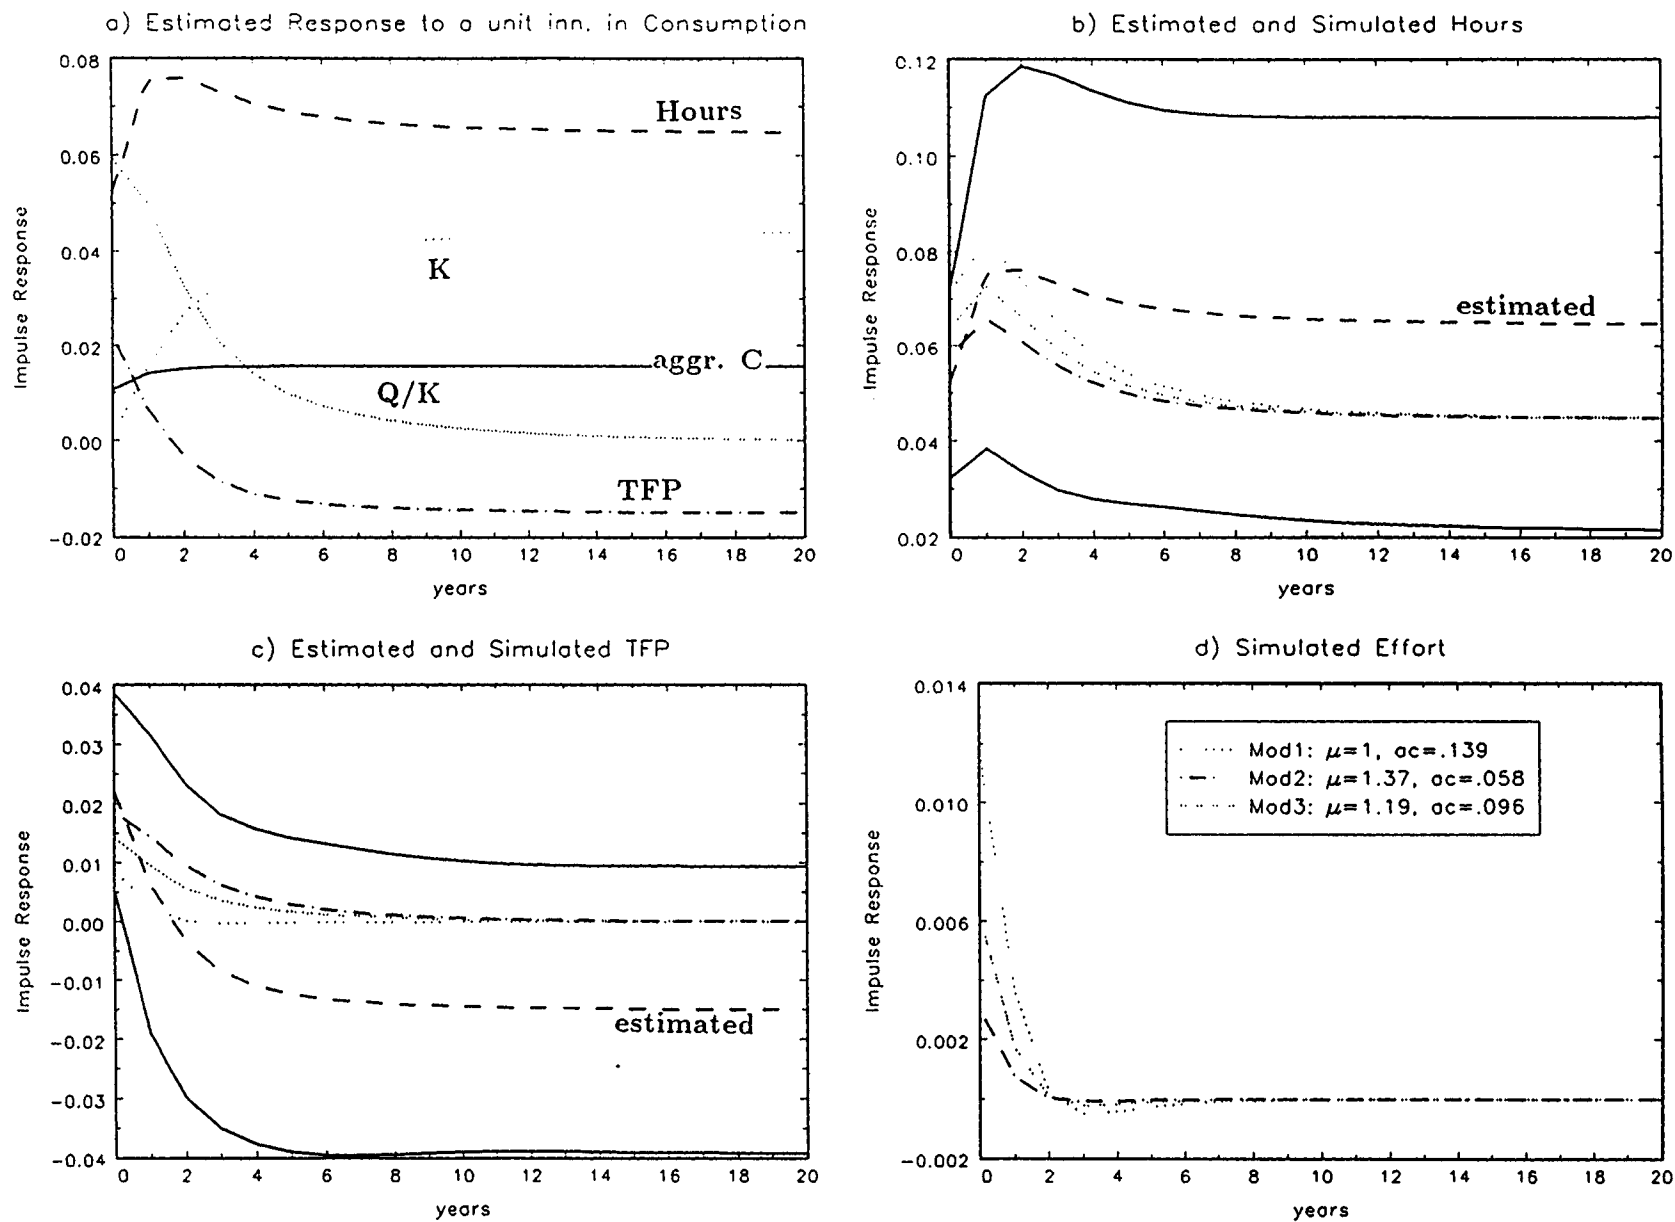 a) Estimated Response to a unit inn. in Consumption
0.08
0.06
0.04
0.02
0.00
-0.02
Impulse Response
Hours
K
aggr. C
Q/K
TFP
0 2 4 6 8 10 12 14 16 18 20
years
b) Estimated and Simulated Hours
0.12
0.10
0.08
0.06
0.04
0.02
Impulse Response
estimated
0 2 4 6 8 10 12 14 16 18 20
years
c) Estimated and Simulated TFP
0.04
0.03
0.02
0.01
0.00
-0.01
-0.02
-0.03
-0.04
Impulse Response
estimated
0 2 4 6 8 10 12 14 16 18 20
years
d) Simulated Effort
0.014
0.010
0.006
0.002
-0.002
Impulse Response
Mod1: μ=1, ac=.139
Mod2: μ=1.37, ac=.058
Mod3: μ=1.19, ac=.096
0 2 4 6 8 10 12 14 16 18 20
years